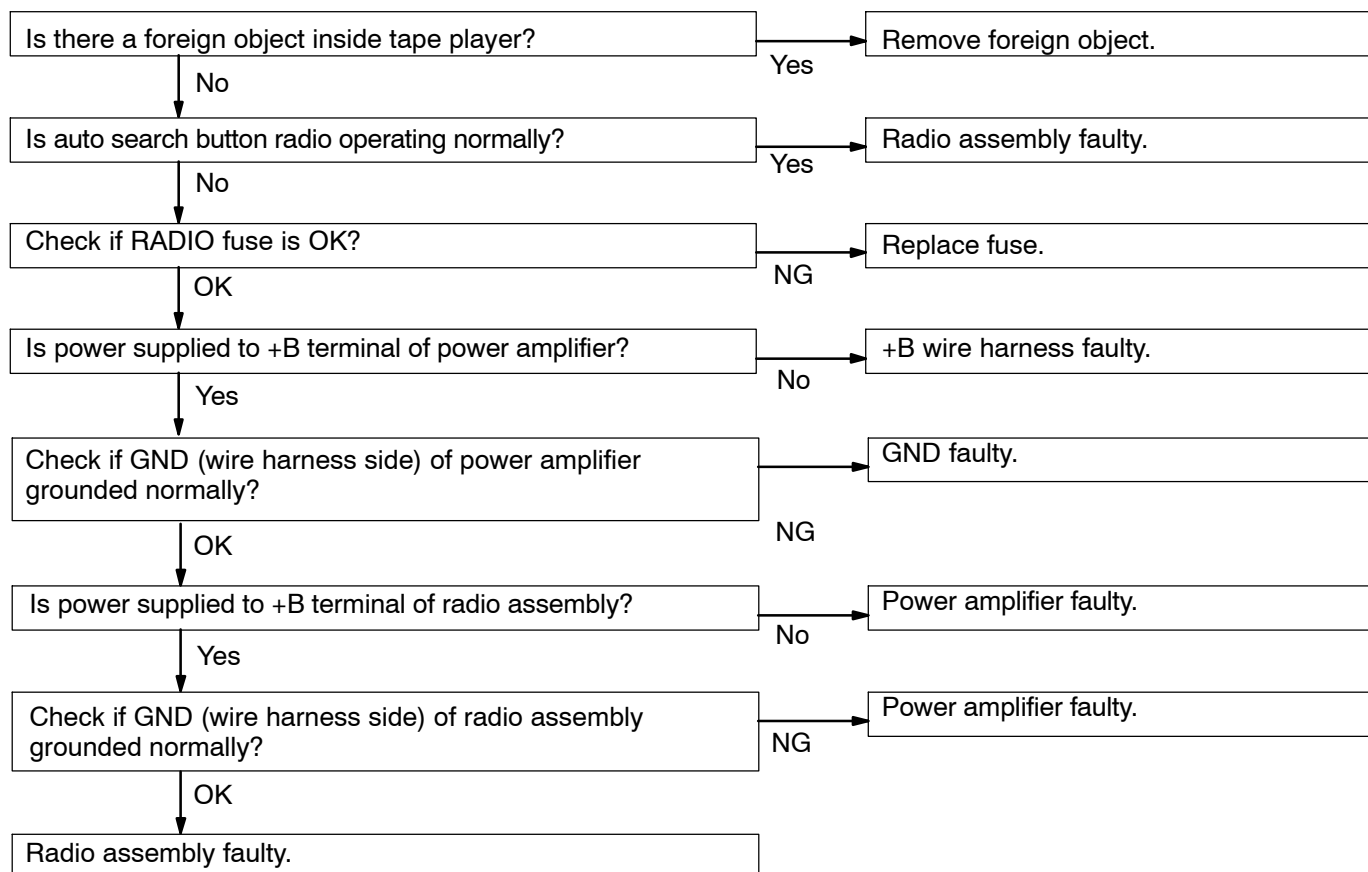 Is there a foreign object inside tape player?
Yes
Remove foreign object.
No
Is auto search button radio operating normally?
Yes
Radio assembly faulty.
No
Check if RADIO fuse is OK?
NG
Replace fuse.
OK
Is power supplied to +B terminal of power amplifier?
No
+B wire harness faulty.
Yes
Check if GND (wire harness side) of power amplifier
grounded normally?
NG
GND faulty.
OK
Is power supplied to +B terminal of radio assembly?
No
Power amplifier faulty.
Yes
Check if GND (wire harness side) of radio assembly
grounded normally?
NG
Power amplifier faulty.
OK
Radio assembly faulty.